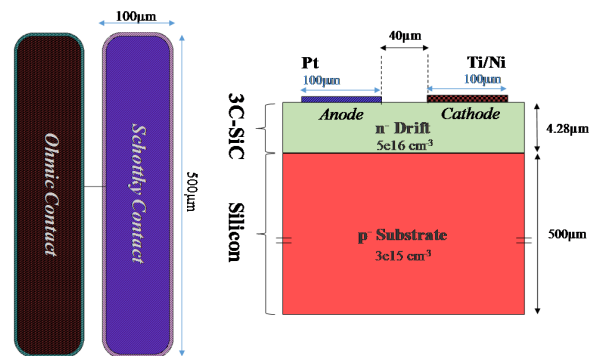 100μm
Ohmic Contact
Schottky Contact
500μm
40μm
Pt
Ti/Ni
100μm
100μm
Anode
Cathode
3C-SiC
n⁻ Drift
5e16 cm⁻³
4.28μm
Silicon
p⁻ Substrate
3e15 cm⁻³
500μm